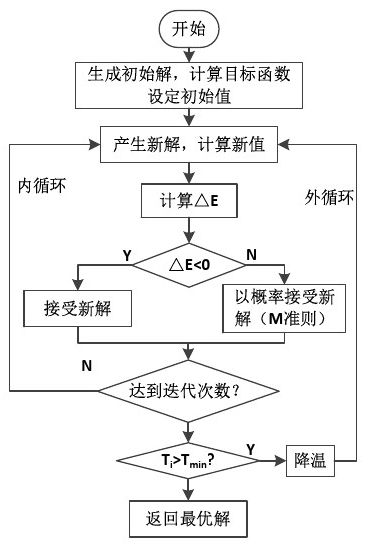 开始
生成初始解，计算目标函数
设定初始值
产生新解，计算新值
内循环
外循环
计算△E
Y
△E<0
N
接受新解
以概率接受新
解（M准则）
N
达到迭代次数？
Ti>Tmin?
Y
降温
返回最优解